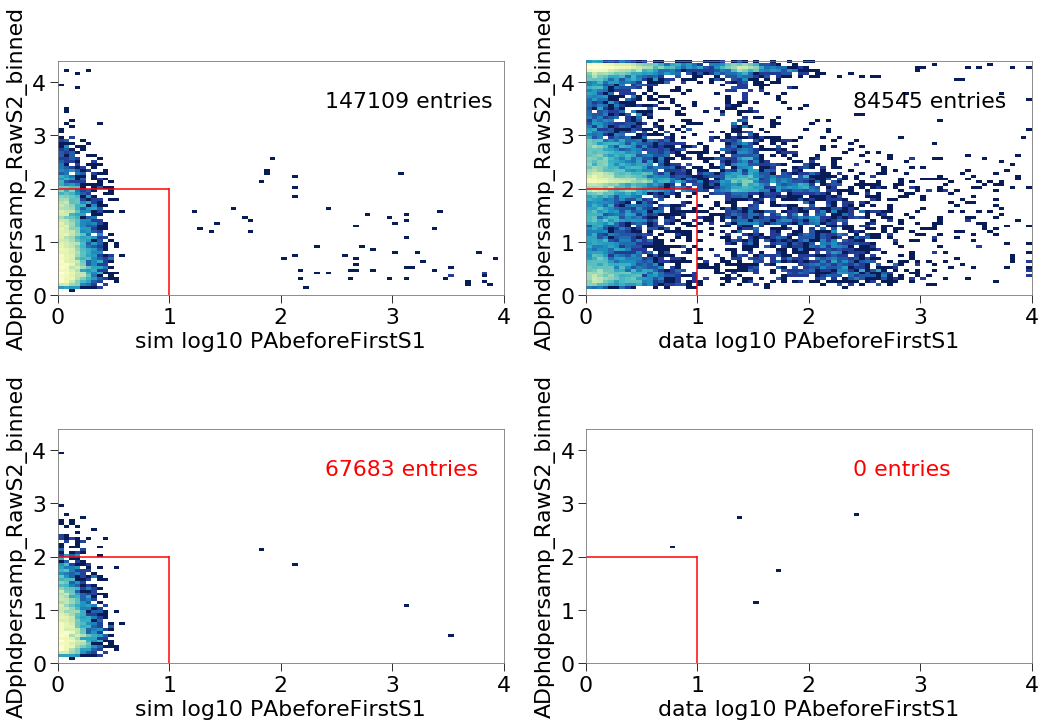 ADphdpersamp_RawS2_binned
4
3
2
1
0
147109 entries
0 1 2 3 4
sim log10 PAbeforeFirstS1
ADphdpersamp_RawS2_binned
4
3
2
1
0
84545 entries
0 1 2 3 4
data log10 PAbeforeFirstS1
ADphdpersamp_RawS2_binned
4
3
2
1
0
67683 entries
0 1 2 3 4
sim log10 PAbeforeFirstS1
ADphdpersamp_RawS2_binned
4
3
2
1
0
0 entries
0 1 2 3 4
data log10 PAbeforeFirstS1